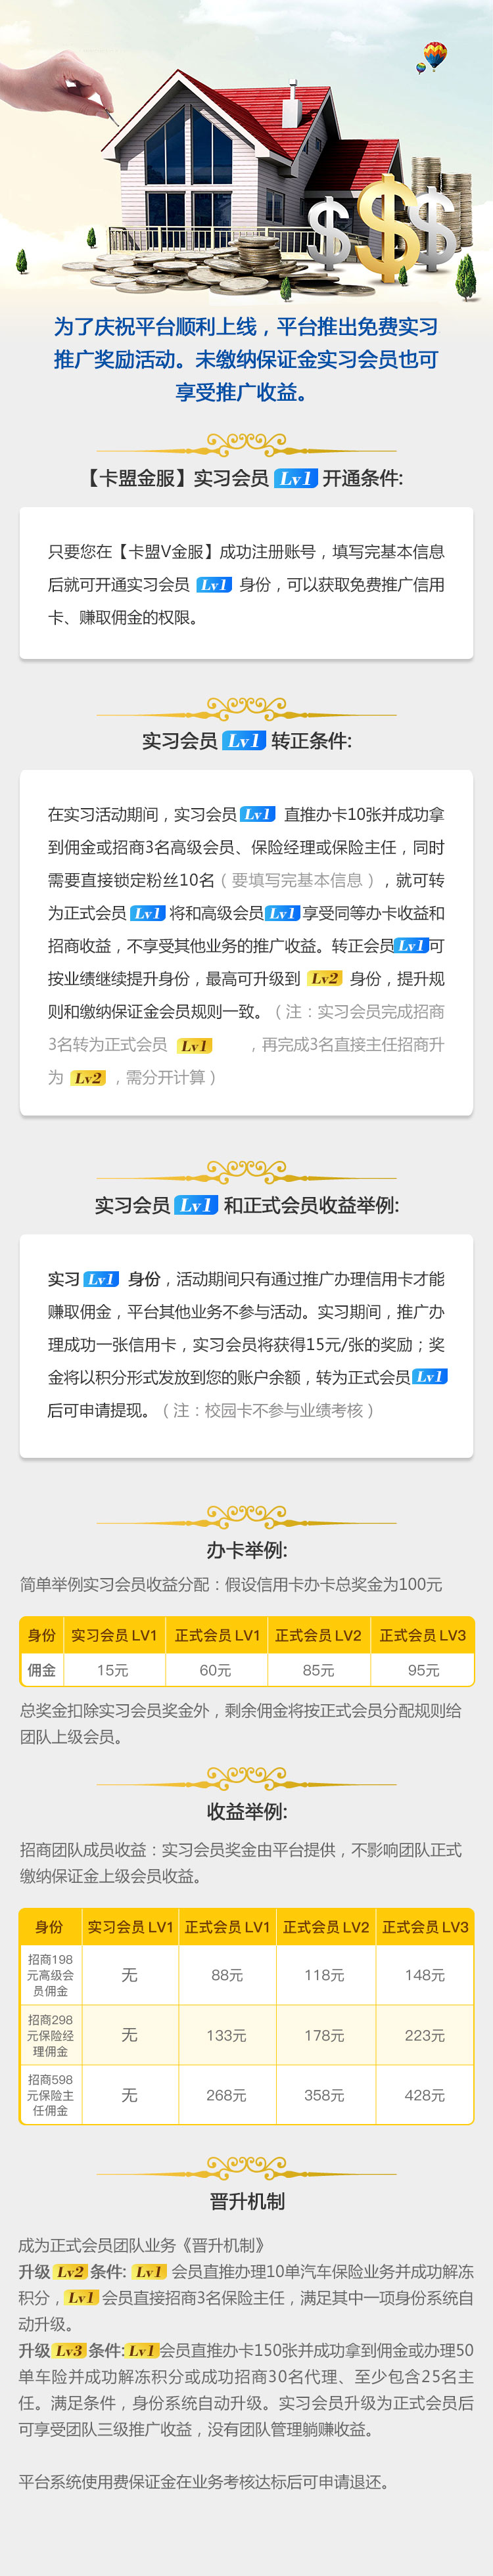 为了庆祝平台顺利上线，平台推出免费实习
推广奖励活动。未缴纳保证金实习会员也可
享受推广收益。
【卡盟金服】实习会员 Lv1 开通条件:
只要您在【卡盟V金服】成功注册账号，填写完基本信息
后就可开通实习会员 Lv1 身份，可以获取免费推广信用
卡、赚取佣金的权限。
实习会员 Lv1 转正条件:
在实习活动期间，实习会员 Lv1 直推办卡10张并成功拿
到佣金或招商3名高级会员、保险经理或保险主任，同时
需要直接锁定粉丝10名（要填写完基本信息），就可转
为正式会员 Lv1 将和高级会员 Lv1 享受同等办卡收益和
招商收益，不享受其他业务的推广收益。转正会员 Lv1 可
按业绩继续提升身份，最高可升级到 Lv2 身份，提升规
则和缴纳保证金会员规则一致。（注：实习会员完成招商
3名转为正式会员 Lv1 ，再完成3名直接主任招商升
为 Lv2 ，需分开计算）
实习会员 Lv1 和正式会员收益举例:
实习 Lv1 身份，活动期间只有通过推广办理信用卡才能
赚取佣金，平台其他业务不参与活动。实习期间，推广办
理成功一张信用卡，实习会员将获得15元/张的奖励；奖
金将以积分形式发放到您的账户余额，转为正式会员 Lv1
后可申请提现。（注：校园卡不参与业绩考核）
办卡举例:
简单举例实习会员收益分配：假设信用卡办卡总奖金为100元
身份 实习会员 LV1 正式会员 LV1 正式会员 LV2 正式会员 LV3
佣金 15元 60元 85元 95元
总奖金扣除实习会员奖金外，剩余佣金将按正式会员分配规则给
团队上级会员。
收益举例:
招商团队成员收益：实习会员奖金由平台提供，不影响团队正式
缴纳保证金上级会员收益。
身份 实习会员 LV1 正式会员 LV1 正式会员 LV2 正式会员 LV3
招商198
元高级会
员佣金
无 88元 118元 148元
招商298
元保险经
理佣金
无 133元 178元 223元
招商598
元保险主
任佣金
无 268元 358元 428元
晋升机制
成为正式会员团队业务《晋升机制》
升级 Lv2 条件: Lv1 会员直推办理10单汽车保险业务并成功解冻
积分，Lv1 会员直接招商3名保险主任，满足其中一项身份系统自
动升级。
升级 Lv3 条件: Lv1 会员直推办卡150张并成功拿到佣金或办理50
单车险并成功解冻积分或成功招商30名代理、至少包含25名主
任。满足条件，身份系统自动升级。实习会员升级为正式会员后
可享受团队三级推广收益，没有团队管理躺赚收益。
平台系统使用费保证金在业务考核达标后可申请退还。